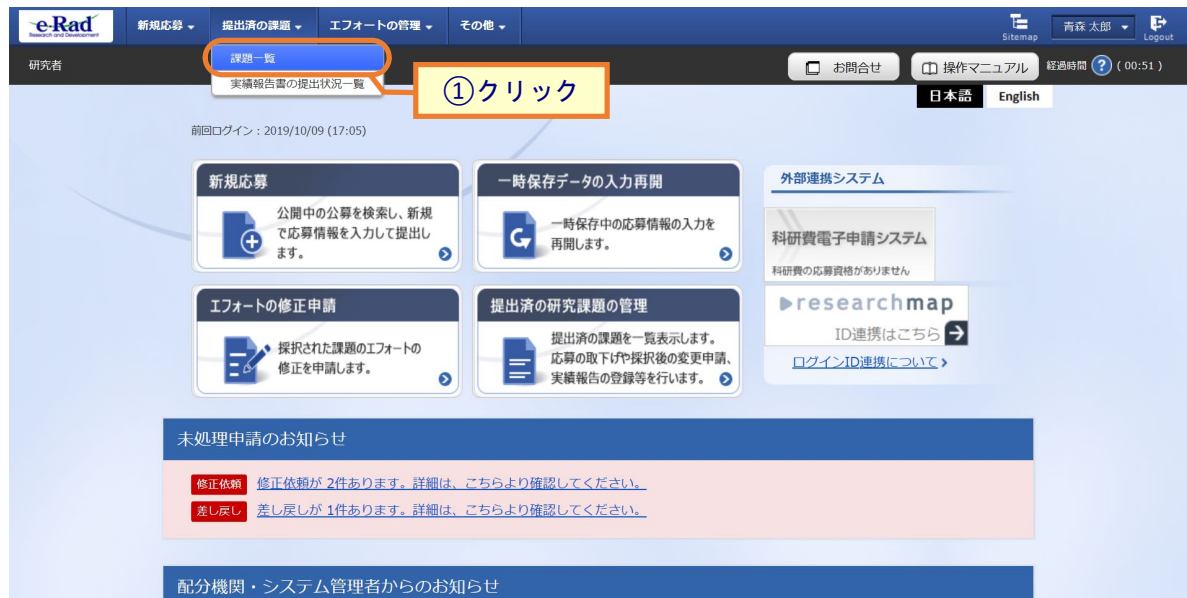 e-Rad
Research and Development
新規応募
提出済の課題
エフォートの管理
その他
Sitemap
青森 太郎
Logout
研究者
課題一覧
実績報告書の提出状況一覧
①クリック
お問合せ
操作マニュアル
経過時間 ? ( 00:51 )
日本語
English
前回ログイン : 2019/10/09 (17:05)
新規応募
公開中の公募を検索し、新規
で応募情報を入力して提出し
ます。
一時保存データの入力再開
一時保存中の応募情報の入力を
再開します。
外部連携システム
科研費電子申請システム
科研費の応募資格がありません
エフォートの修正申請
採択された課題のエフォートの
修正を申請します。
提出済の研究課題の管理
提出済の課題を一覧表示します。
応募の取下げや採択後の変更申請、
実績報告の登録等を行います。
researchmap
ID連携はこちら
ログインID連携について
未処理申請のお知らせ
修正依頼 修正依頼が 2件あります。詳細は、こちらより確認してください。
差し戻し 差し戻しが 1件あります。詳細は、こちらより確認してください。
配分機関・システム管理者からのお知らせ